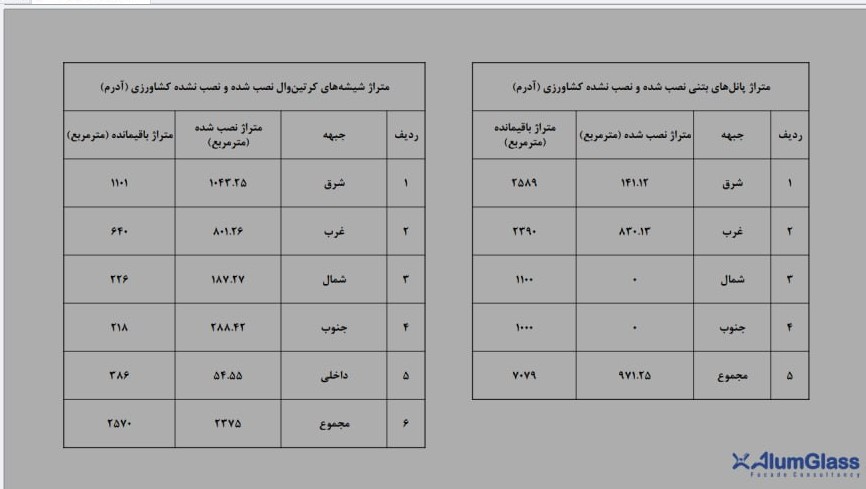 متراژ پانل‌های بتنی نصب شده و نصب نشده کشاورزی (آدرم)
ردیف جبهه متراژ نصب شده (مترمربع) متراژ باقیمانده (مترمربع)
۱ شرق ۱۴۱.۱۲ ۲۵۸۹
۲ غرب ۸۳۰.۱۳ ۲۳۹۰
۳ شمال ۰ ۱۱۰۰
۴ جنوب ۰ ۱۰۰۰
۵ مجموع ۹۷۱.۲۵ ۷۰۷۹
متراژ شیشه‌های کرتین‌وال نصب شده و نصب نشده کشاورزی (آدرم)
ردیف جبهه متراژ نصب شده (مترمربع) متراژ باقیمانده (مترمربع)
۱ شرق ۱۰۴۳.۲۵ ۱۱۰۱
۲ غرب ۸۰۱.۲۶ ۶۴۰
۳ شمال ۱۸۷.۲۷ ۲۲۶
۴ جنوب ۲۸۸.۴۲ ۲۱۸
۵ داخلی ۵۴.۵۵ ۳۸۶
۶ مجموع ۲۳۷۵ ۲۵۷۰
AlumGlass
Facade Consultancy